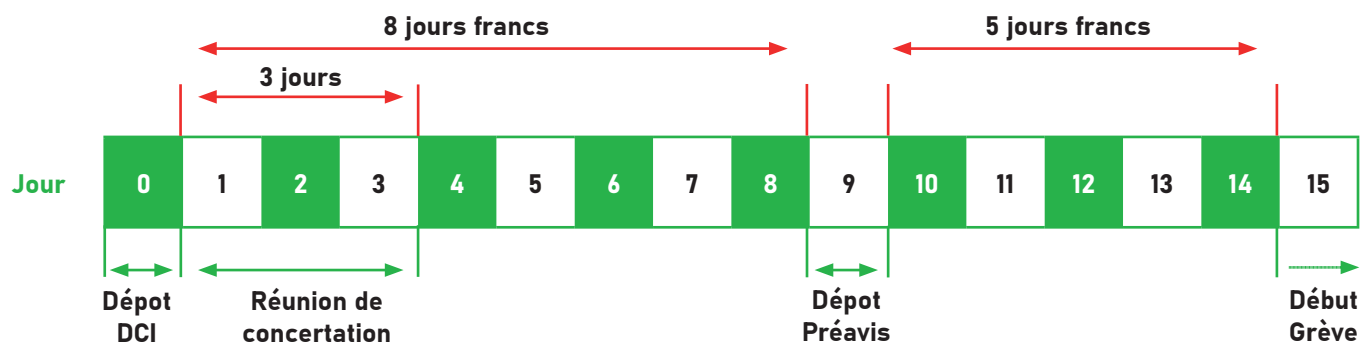 8 jours francs
5 jours francs
3 jours
Jour 0 1 2 3 4 5 6 7 8 9 10 11 12 13 14 15
Dépot
DCI
Réunion de
concertation
Dépot
Préavis
Début
Grève